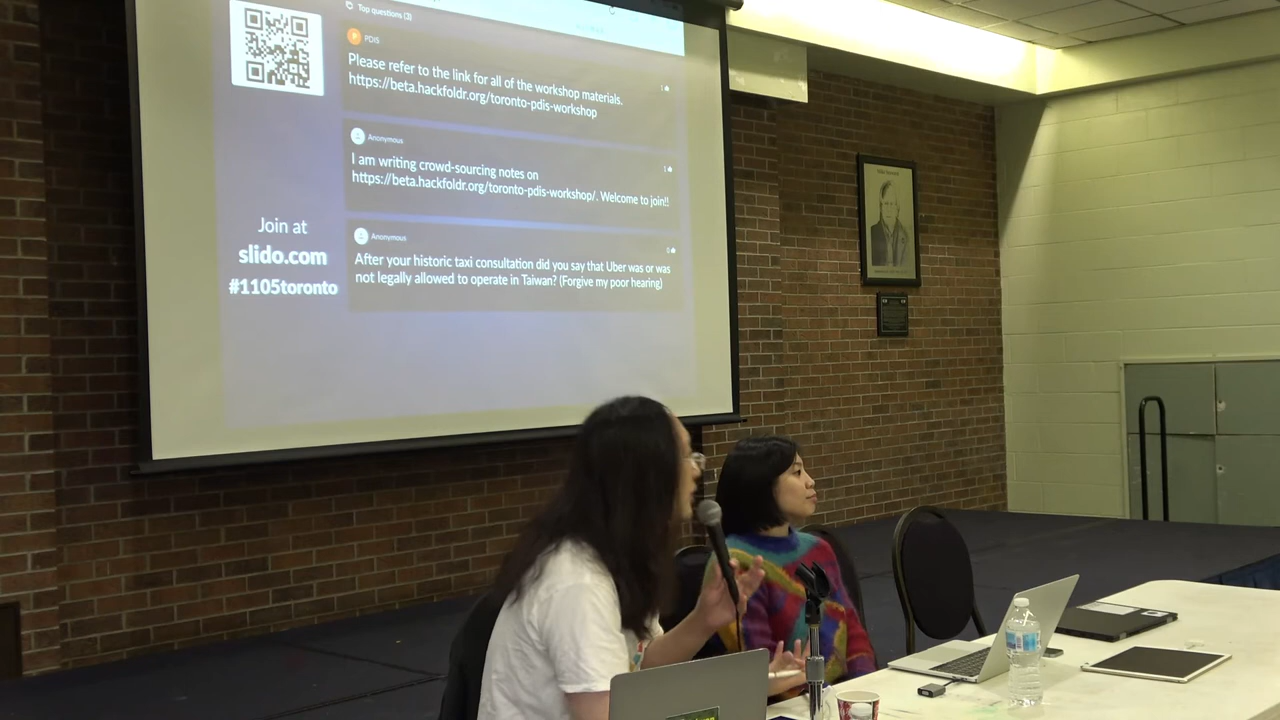 Top questions (3)
PDIS
Please refer to the link for all of the workshop materials.
https://beta.hackfoldr.org/toronto-pdis-workshop
1
Anonymous
I am writing crowd-sourcing notes on
https://beta.hackfoldr.org/toronto-pdis-workshop/. Welcome to join!!
1
Anonymous
After your historic taxi consultation did you say that Uber was or was
not legally allowed to operate in Taiwan? (Forgive my poor hearing)
0
Join at
slido.com
#1105toronto